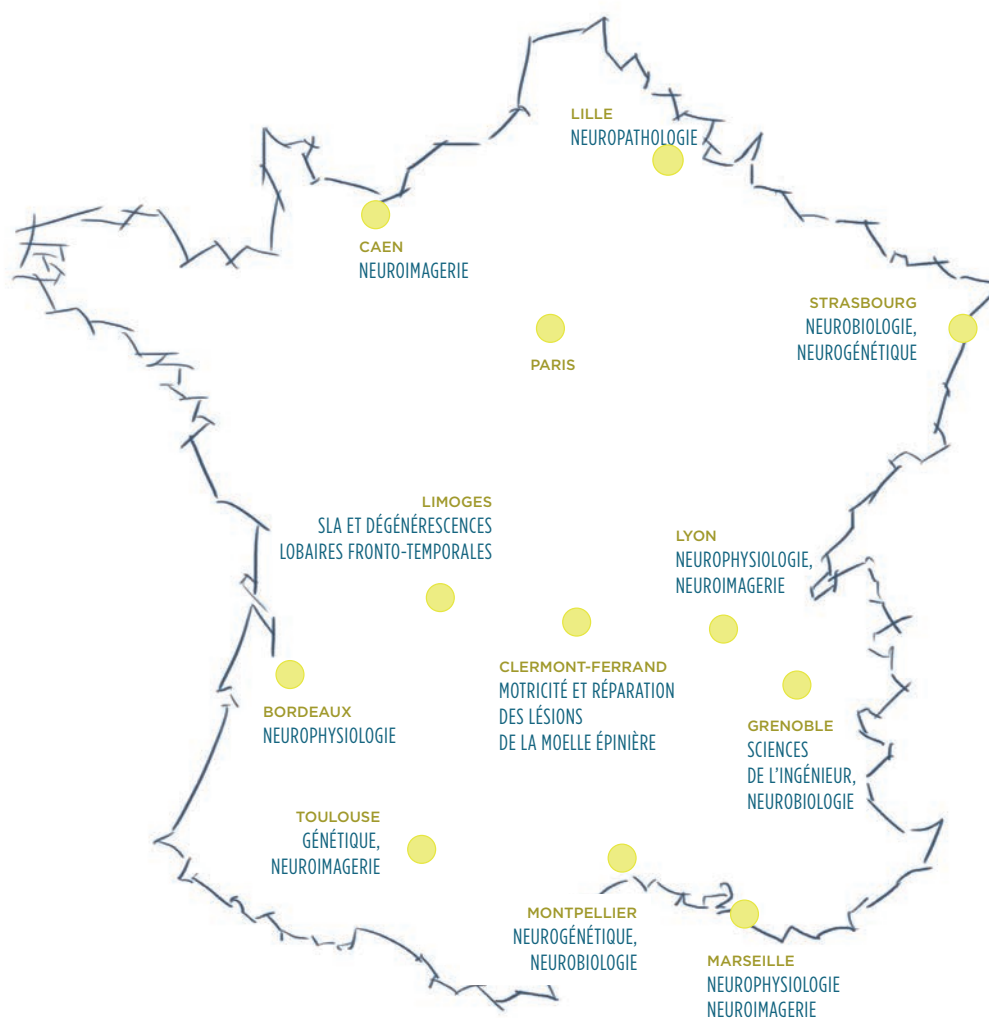 LILLE
NEUROPATHOLOGIE
CAEN
NEUROIMAGERIE
STRASBOURG
NEUROBIOLOGIE,
NEUROGÉNÉTIQUE
PARIS
LIMOGES
SLA ET DÉGÉNÉRESCENCES
LOBAIRES FRONTO-TEMPORALES
LYON
NEUROPHYSIOLOGIE,
NEUROIMAGERIE
CLERMONT-FERRAND
MOTRICITÉ ET RÉPARATION
DES LÉSIONS
DE LA MOELLE ÉPINIÈRE
BORDEAUX
NEUROPHYSIOLOGIE
GRENOBLE
SCIENCES
DE L'INGÉNIEUR,
NEUROBIOLOGIE
TOULOUSE
GÉNÉTIQUE,
NEUROIMAGERIE
MONTPELLIER
NEUROGÉNÉTIQUE,
NEUROBIOLOGIE
MARSEILLE
NEUROPHYSIOLOGIE
NEUROIMAGERIE